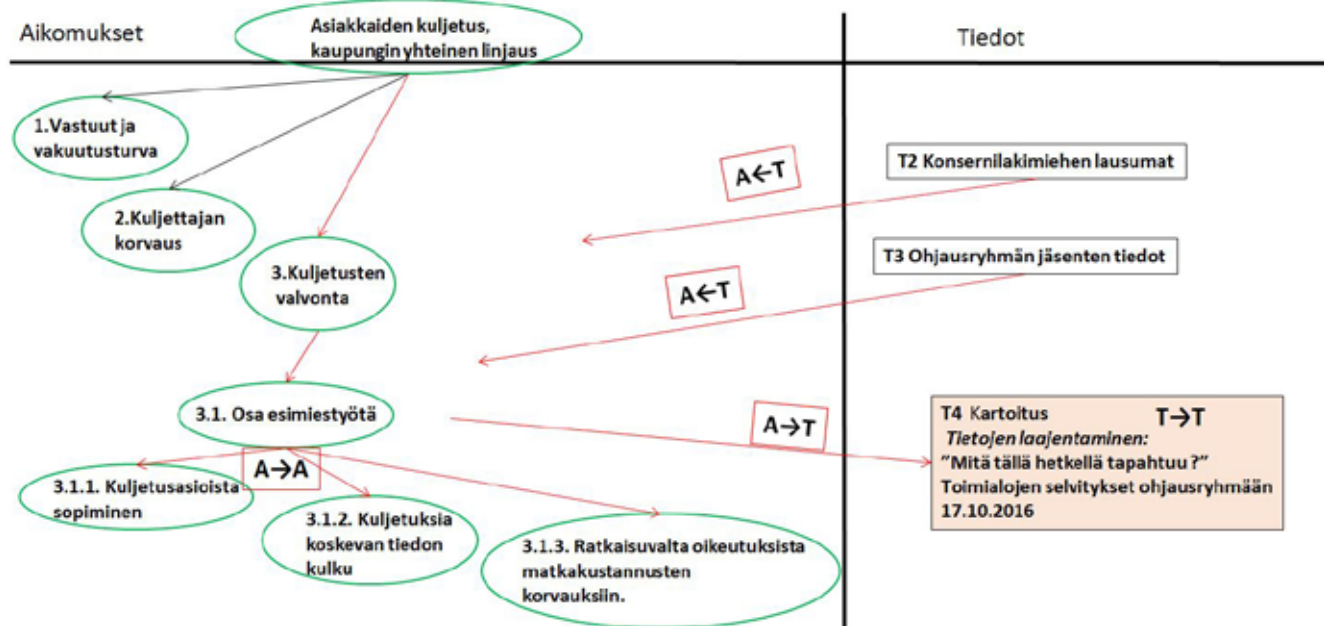 Aikomukset
Asiakkaiden kuljetus,
kaupungin yhteinen linjaus
Tiedot
1.Vastuut ja
vakuutusturva
2.Kuljettajan
korvaus
3.Kuljetusten
valvonta
A←T
T2 Konsernilakimiehen lausumat
A←T
T3 Ohjausryhmän jäsenten tiedot
3.1. Osa esimiestyötä
A→A
A→T
3.1.1. Kuljetusasioista
sopiminen
3.1.2. Kuljetuksia
koskevan tiedon
kulku
3.1.3. Ratkaisuvalta oikeutuksista
matkakustannusten
korvauksiin.
T4 Kartoitus T→T
Tietojen laajentaminen:
"Mitä tällä hetkellä tapahtuu ?"
Toimialojen selvitykset ohjausryhmään
17.10.2016